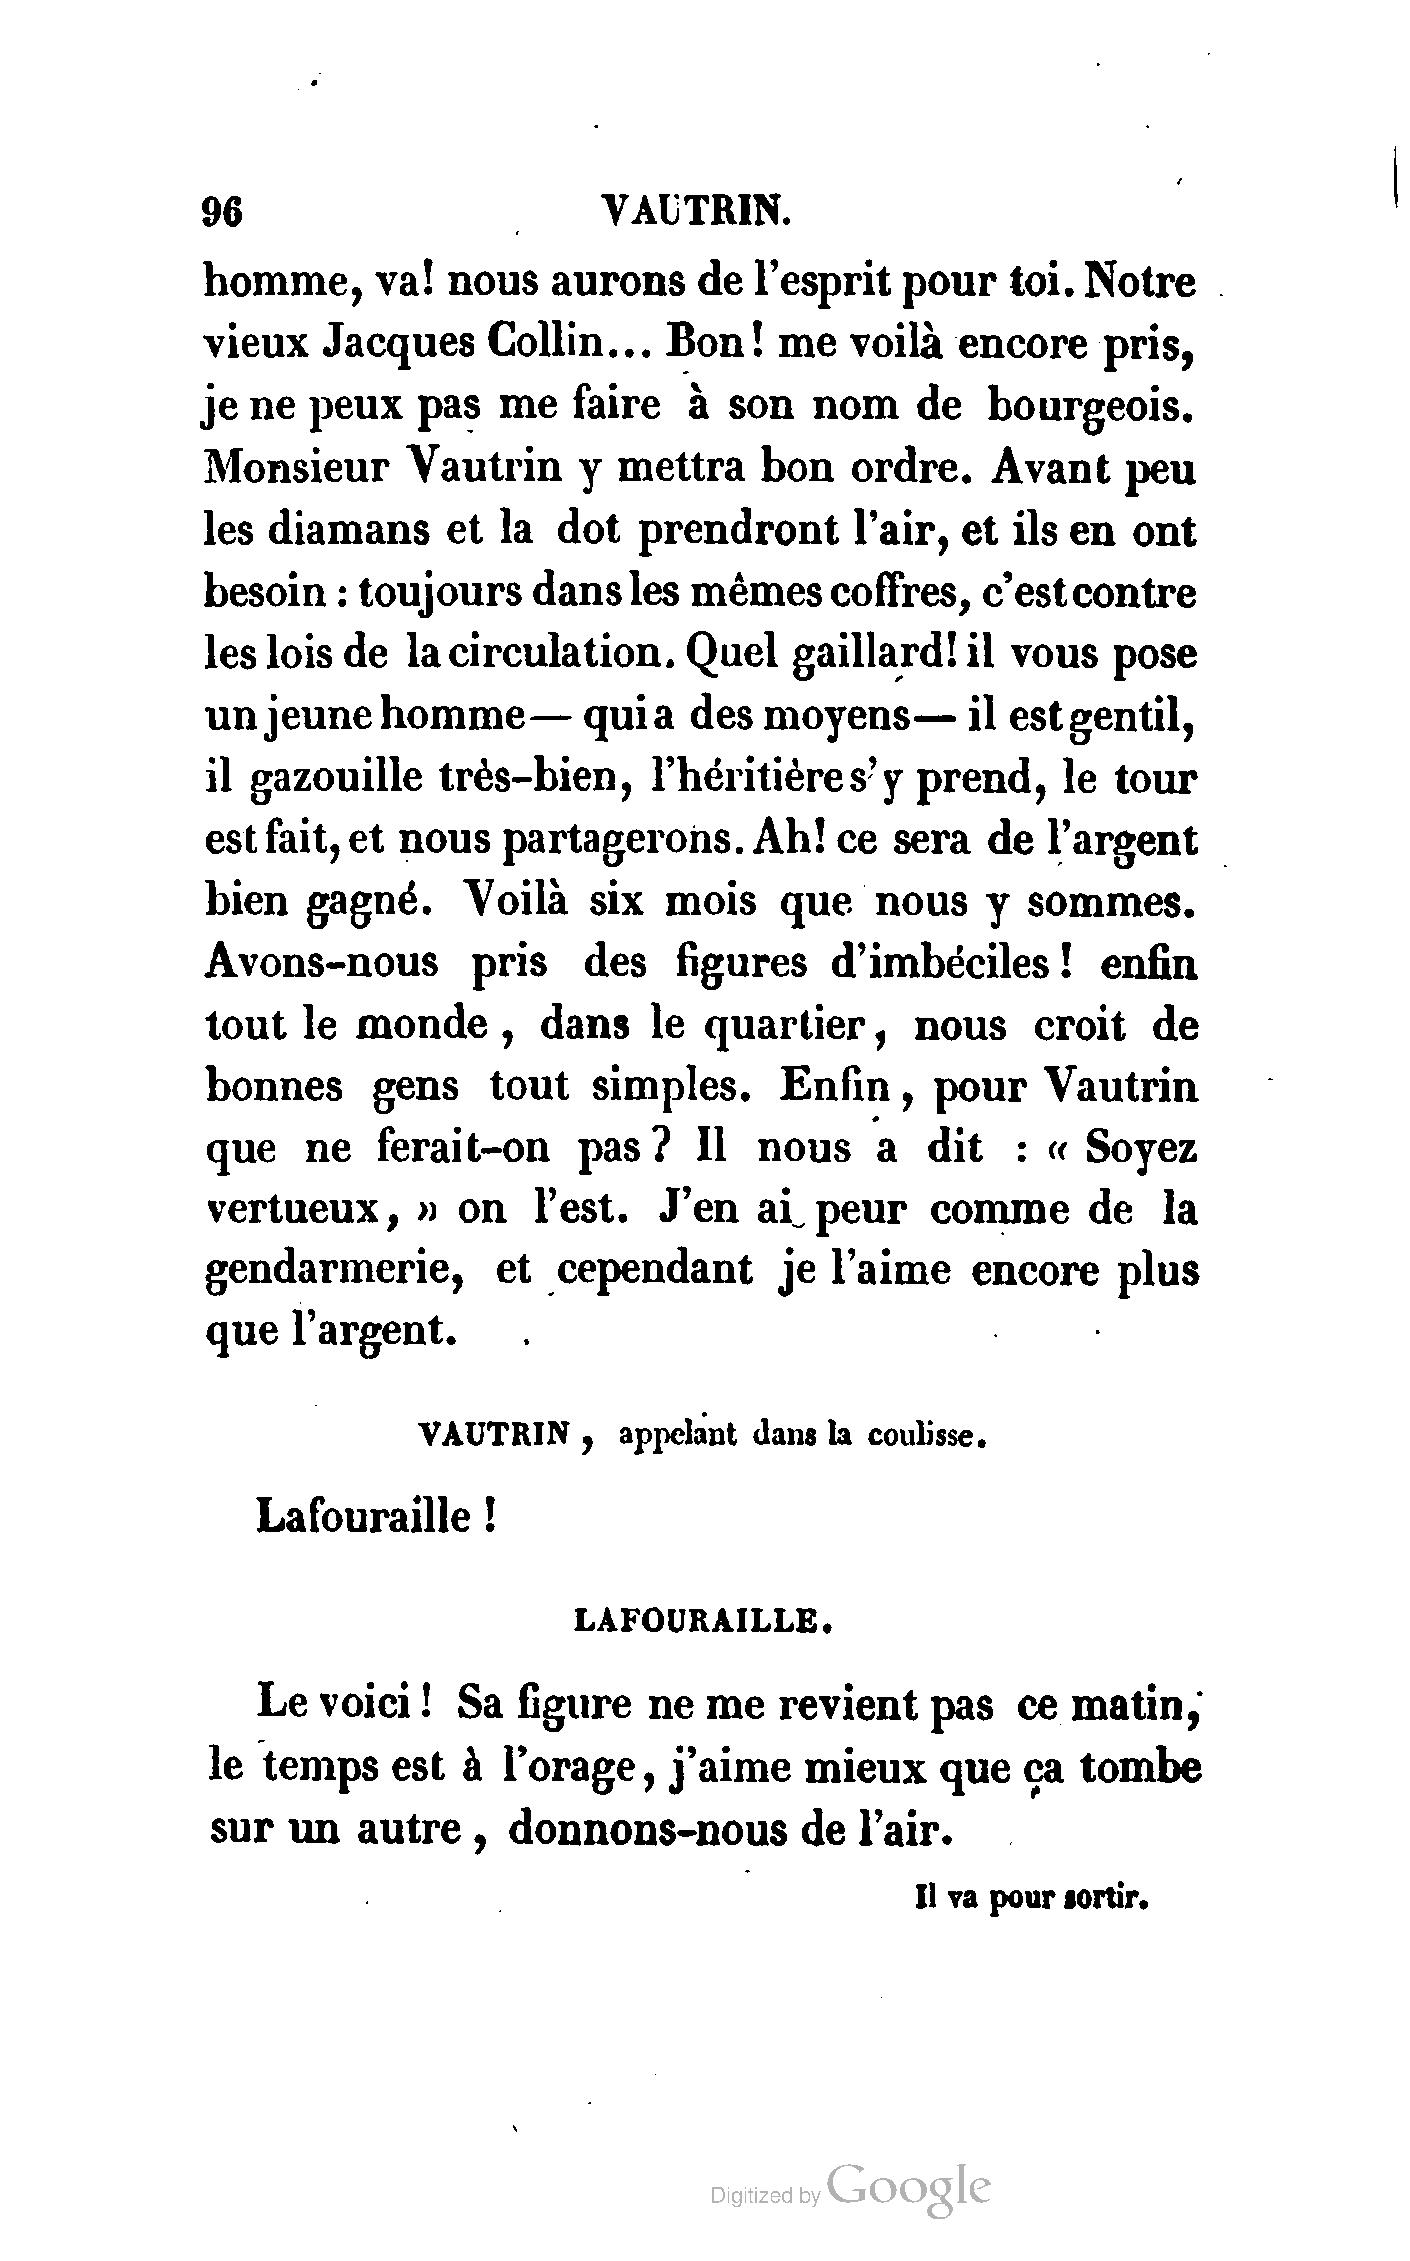 96 VAUTRIN.
homme, va! nous aurons de l'esprit pour toi. Notre
vieux Jacques Collin... Bon! me voilà encore pris,
je ne peux pas me faire à son nom de bourgeois.
Monsieur Vautrin y mettra bon ordre. Avant peu
les diamans et la dot prendront l'air, et ils en ont
besoin : toujours dans les mêmes coffres, c'est contre
les lois de la circulation. Quel gaillard! il vous pose
un jeune homme — qui a des moyens — il est gentil,
il gazouille très-bien, l'héritière s'y prend, le tour
est fait, et nous partagerons. Ah! ce sera de l'argent
bien gagné. Voilà six mois que nous y sommes.
Avons-nous pris des figures d'imbéciles ! enfin
tout le monde , dans le quartier, nous croit de
bonnes gens tout simples. Enfin , pour Vautrin
que ne ferait-on pas ? Il nous a dit : « Soyez
vertueux, » on l'est. J'en ai peur comme de la
gendarmerie, et cependant je l'aime encore plus
que l'argent.
VAUTRIN , appelant dans la coulisse.
Lafouraille !
LAFOURAILLE.
Le voici ! Sa figure ne me revient pas ce matin,
le temps est à l'orage, j'aime mieux que ça tombe
sur un autre , donnons-nous de l'air.
Il va pour sortir.
Digitized by Google